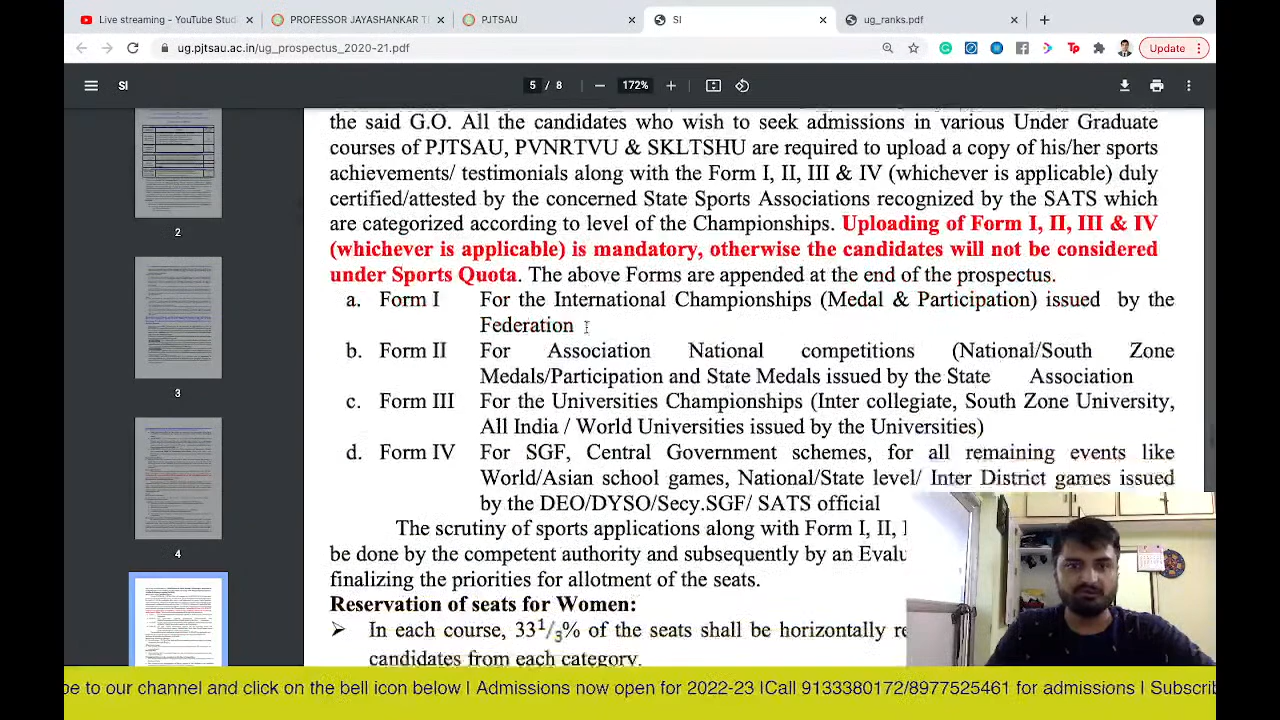 Live streaming - YouTube Stud
PROFESSOR JAYASHANKAR T
PJTSAU
SI
ug_ranks.pdf
ug.pjtsau.ac.in/ug_prospectus_2020-21.pdf
Update
SI
5 / 8
172%
the said G.O. All the candidates who wish to seek admissions in various Under Graduate
courses of PJTSAU, PVNRTVU & SKLTSHU are required to upload a copy of his/her sports
achievements/ testimonials along with the Form I, II, III & IV (whichever is applicable) duly
certified/attested by the concerned State Sports Associations recognized by the SATS which
are categorized according to level of the Championships. Uploading of Form I, II, III & IV
(whichever is applicable) is mandatory, otherwise the candidates will not be considered
under Sports Quota. The above Forms are appended at the end of the prospectus.
a. Form I For the International Championships (Medal & Participation) issued by the
Federation
b. Form II For Association National competitions (National/South Zone
Medals/Participation and State Medals issued by the State Association
c. Form III For the Universities Championships (Inter collegiate, South Zone University,
All India / World Universities issued by the Universities)
d. Form IV For SGF, Central Government schemes, for all remaining events like
World/Asian school games, National/State level/ Inter District games issued
by the DEO/DYSO/Secy.SGF/ SATS official
The scrutiny of sports applications along with Form I, II, I
be done by the competent authority and subsequently by an Evalu
finalizing the priorities for allotment of the seats.
Reservation of seats for Women:
In each course, 33 1/3% of the seats shall be horizontally re
candidates from each category.
2
3
4
be to our channel and click on the bell icon below I Admissions now open for 2022-23 ICall 9133380172/8977525461 for admissions I Subscrib